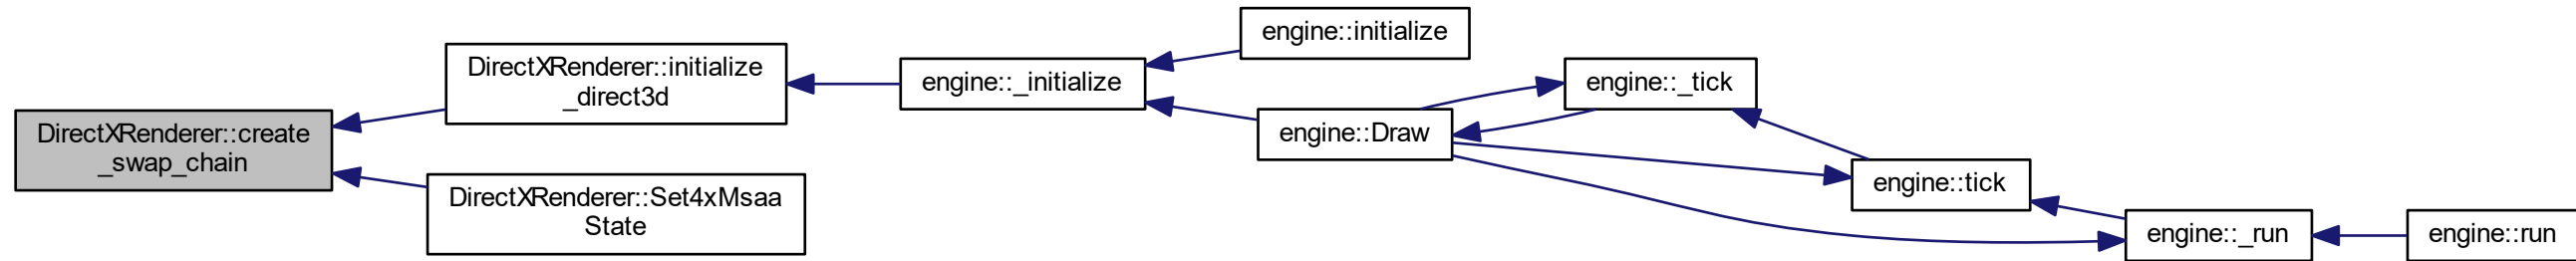 DirectXRenderer::create
_swap_chain
DirectXRenderer::initialize
_direct3d
DirectXRenderer::Set4xMsaa
State
engine::_initialize
engine::initialize
engine::Draw
engine::_tick
engine::tick
engine::_run
engine::run